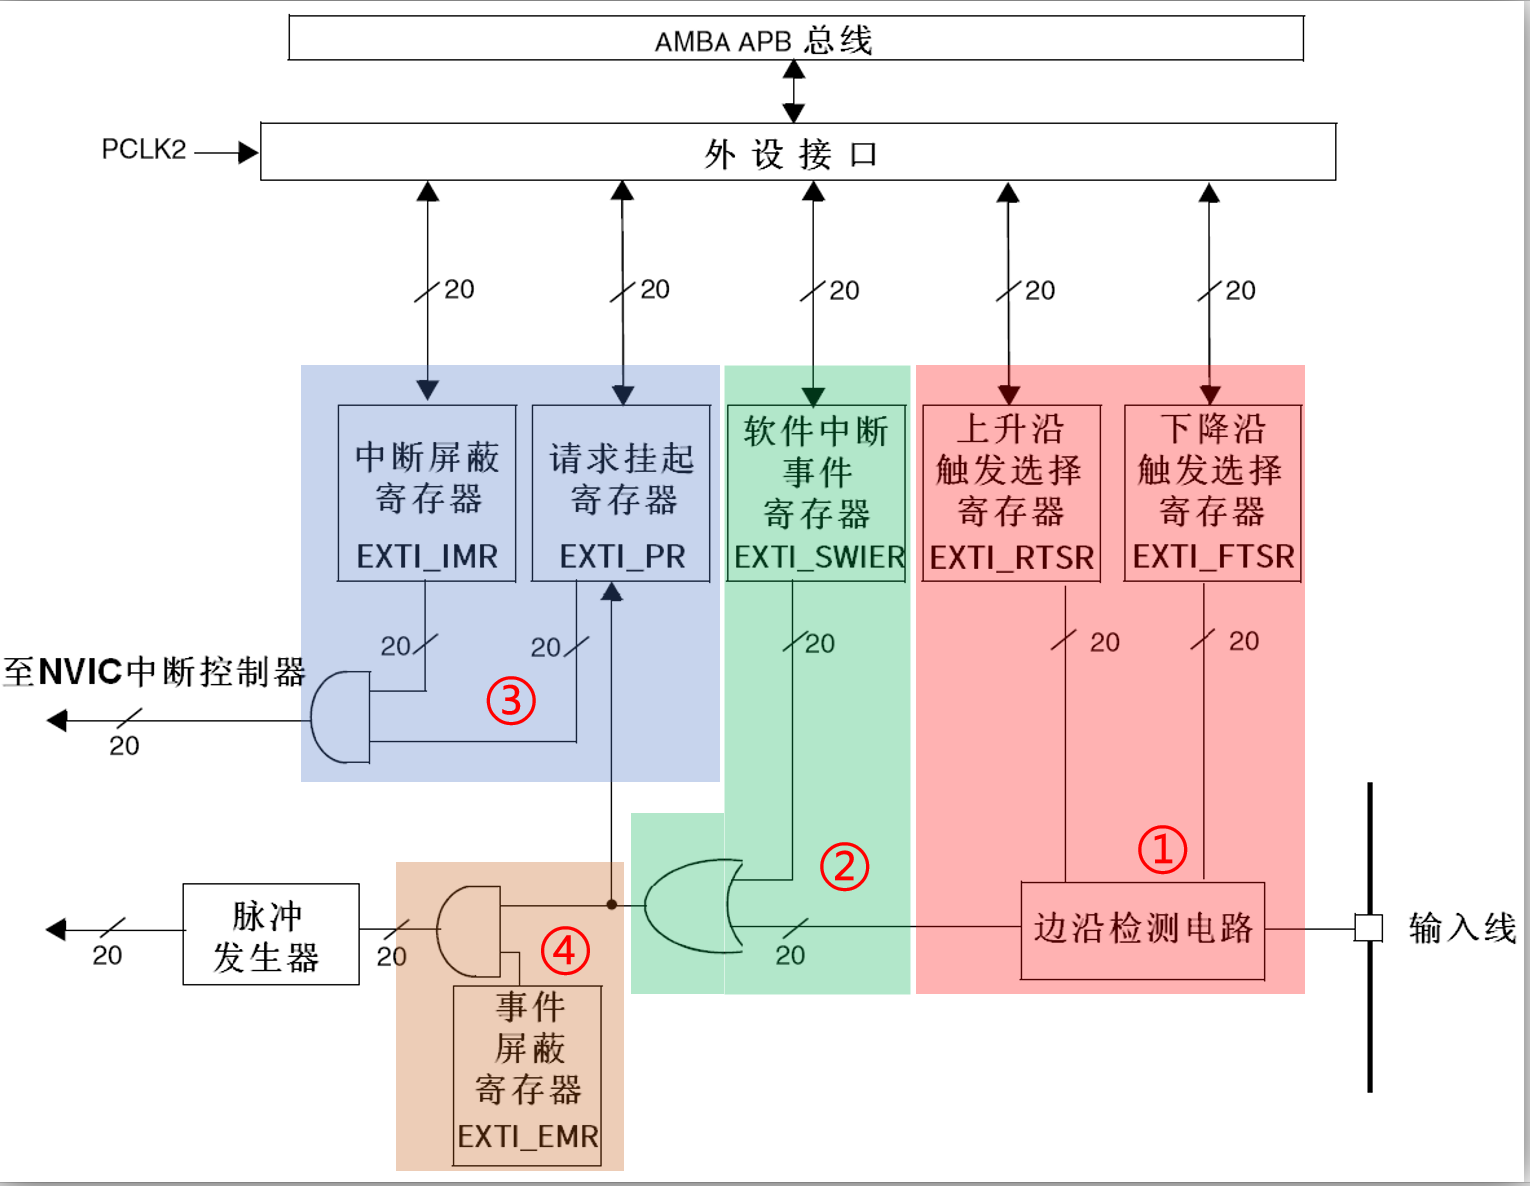 AMBA APB 总线
PCLK2
外设接口
20
20
20
20
20
中断屏蔽
寄存器
EXTI_IMR
请求挂起
寄存器
EXTI_PR
软件中断
事件
寄存器
EXTI_SWIER
上升沿
触发选择
寄存器
EXTI_RTSR
下降沿
触发选择
寄存器
EXTI_FTSR
20
20
20
20
20
至NVIC中断控制器
20
③
②
①
脉冲
发生器
20
20
④
20
边沿检测电路
输入线
事件
屏蔽
寄存器
EXTI_EMR